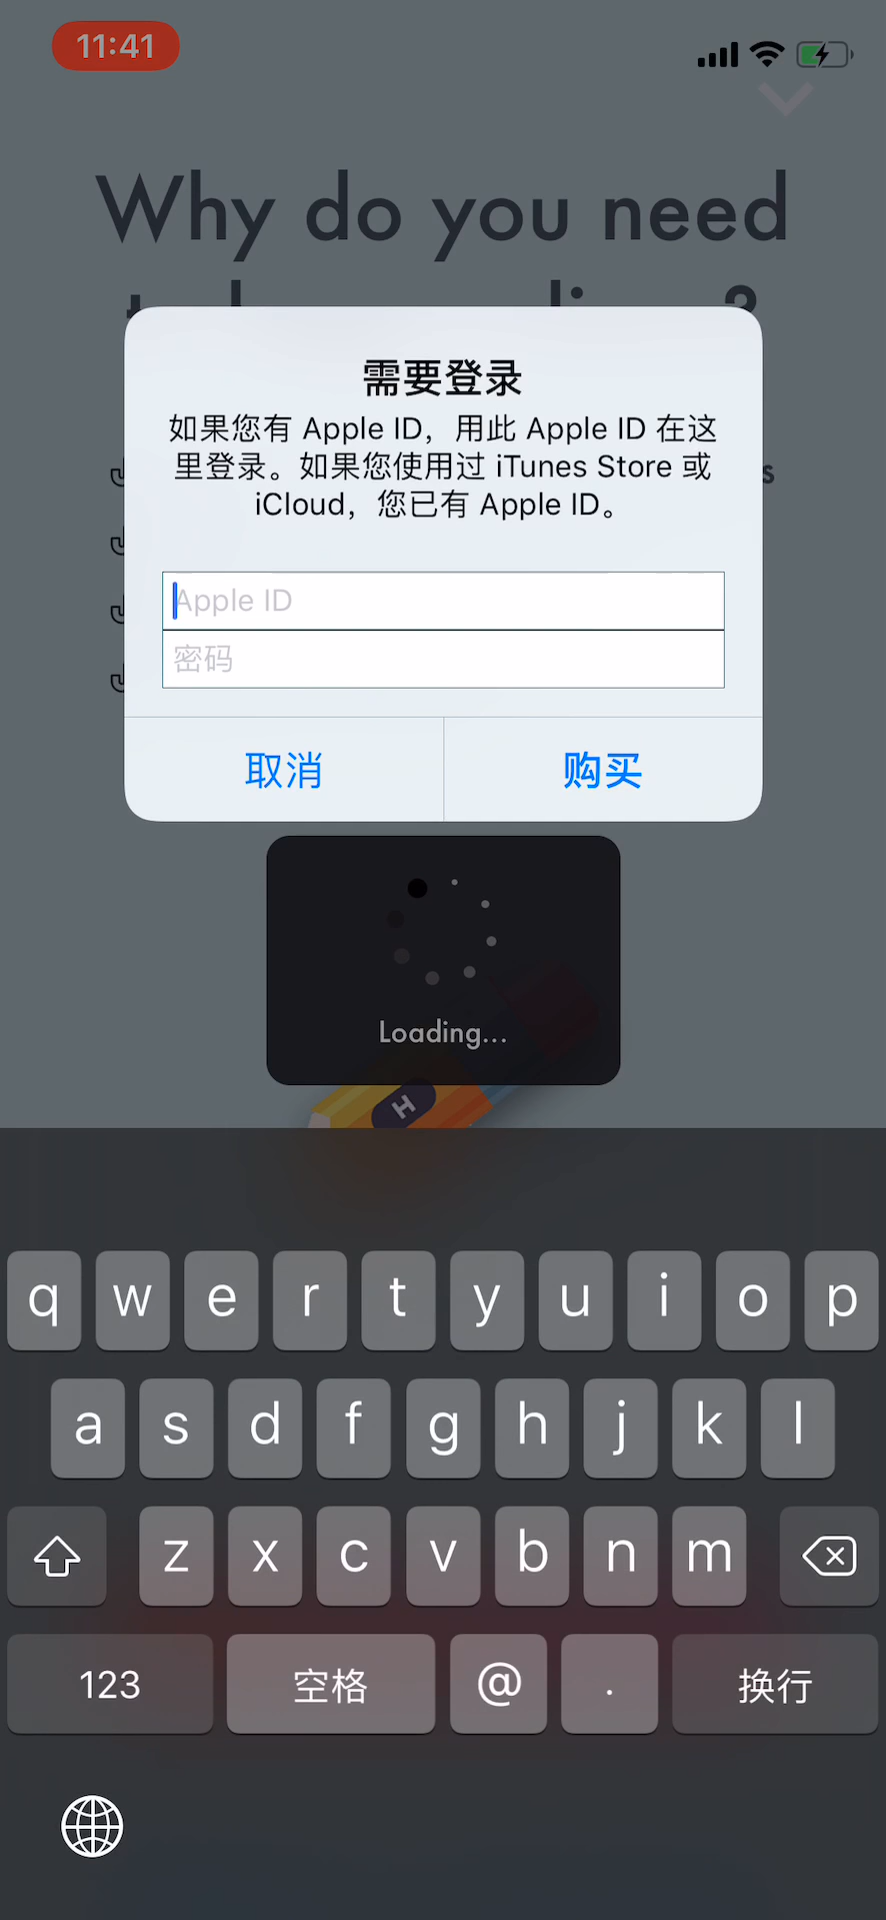 11:41
Why do you need
需要登录
如果您有 Apple ID，用此 Apple ID 在这
里登录。如果您使用过 iTunes Store 或
iCloud，您已有 Apple ID。
Apple ID
密码
取消
购买
Loading...
H
q w e r t y u i o p
a s d f g h j k l
z x c v b n m
123 空格 @ . 换行